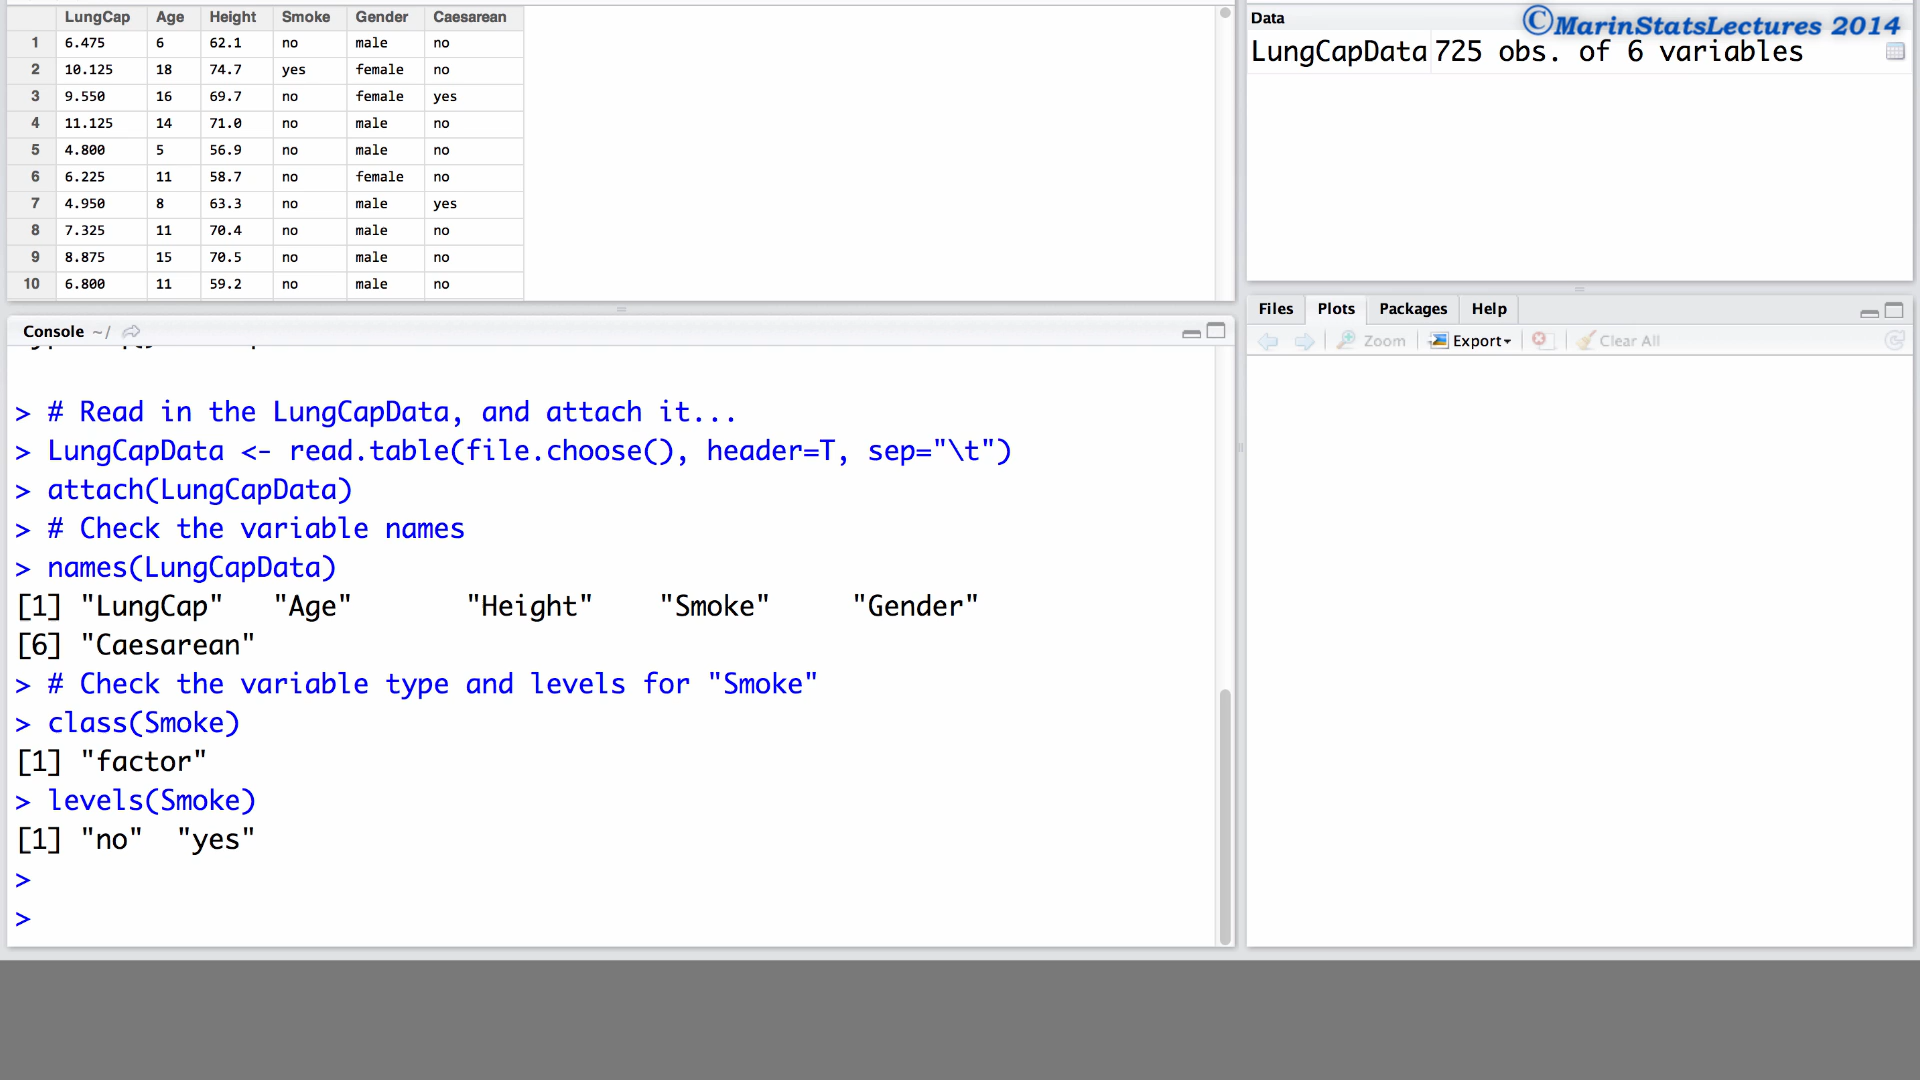 LungCap Age Height Smoke Gender Caesarean
1 6.475 6 62.1 no male no
2 10.125 18 74.7 yes female no
3 9.550 16 69.7 no female yes
4 11.125 14 71.0 no male no
5 4.800 5 56.9 no male no
6 6.225 11 58.7 no female no
7 4.950 8 63.3 no male yes
8 7.325 11 70.4 no male no
9 8.875 15 70.5 no male no
10 6.800 11 59.2 no male no
Console ~/
> # Read in the LungCapData, and attach it...
> LungCapData <- read.table(file.choose(), header=T, sep="\t")
> attach(LungCapData)
> # Check the variable names
> names(LungCapData)
[1] "LungCap" "Age" "Height" "Smoke" "Gender"
[6] "Caesarean"
> # Check the variable type and levels for "Smoke"
> class(Smoke)
[1] "factor"
> levels(Smoke)
[1] "no" "yes"
>
>
Data
©MarinStatsLectures 2014
LungCapData 725 obs. of 6 variables
Files Plots Packages Help
Zoom Export Clear All